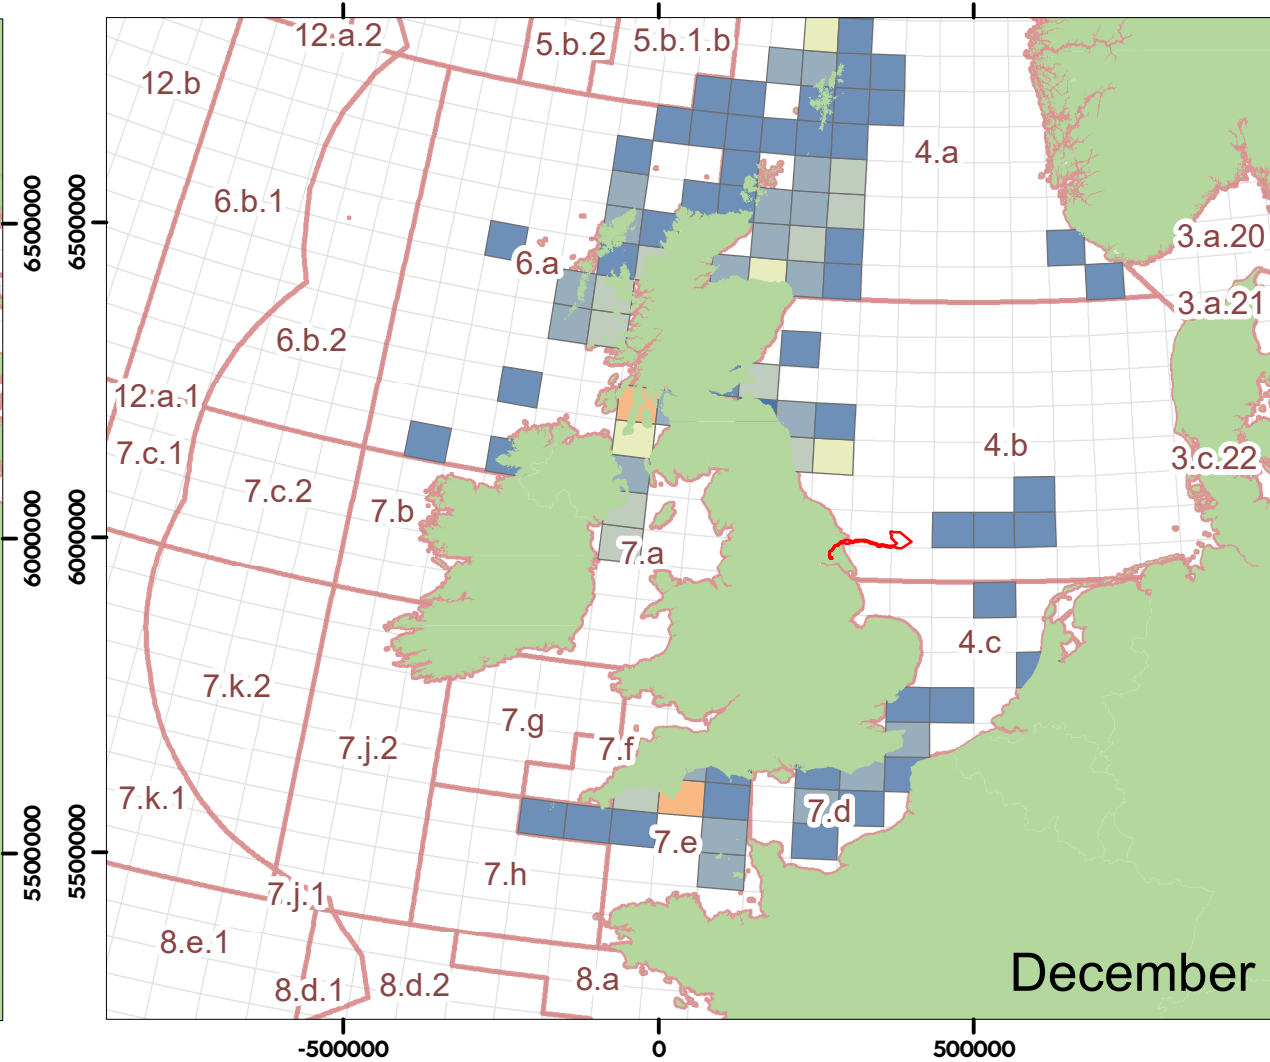 12.a.2
5.b.2
5.b.1.b
12.b
4.a
6.b.1
3.a.20
6.a
3.a.21
6.b.2
12.a.1
7.c.1
4.b
3.c.22
7.c.2
7.b
7.a
4.c
7.k.2
7.g
7.j.2
7.f
7.k.1
7.d
7.e
7.h
7.j.1
8.e.1
8.d.1
8.d.2
8.a
December
6500000
6500000
6000000
6000000
5500000
5500000
-500000
0
500000